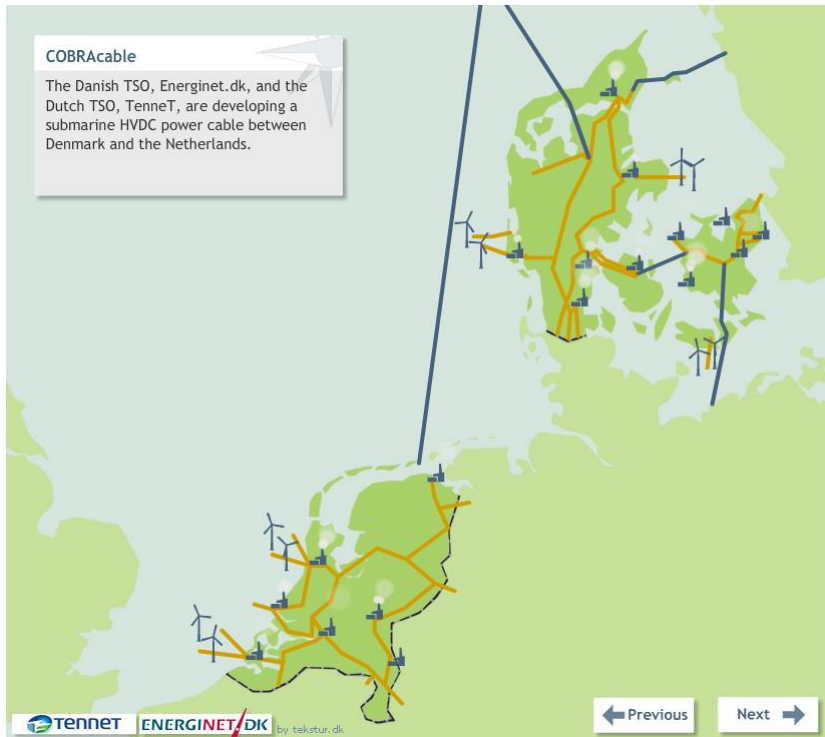 COBRAcable
The Danish TSO, Energinet.dk, and the
Dutch TSO, TenneT, are developing a
submarine HVDC power cable between
Denmark and the Netherlands.
TENNET ENERGINET/DK by tekstur.dk
Previous Next